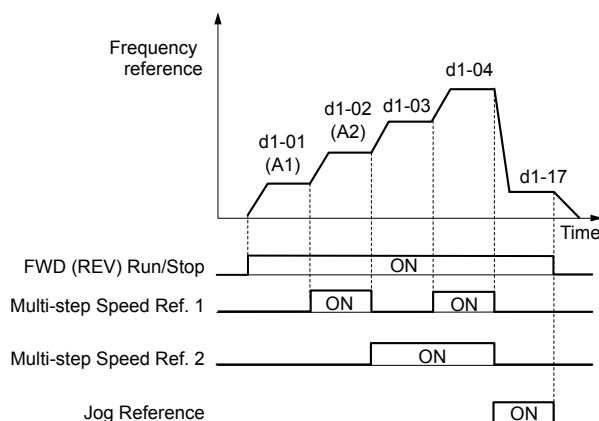 Frequency
reference
d1-01
(A1)
d1-02
(A2)
d1-03
d1-04
d1-17
Time
FWD (REV) Run/Stop
ON
Multi-step Speed Ref. 1
ON
ON
Multi-step Speed Ref. 2
ON
Jog Reference
ON